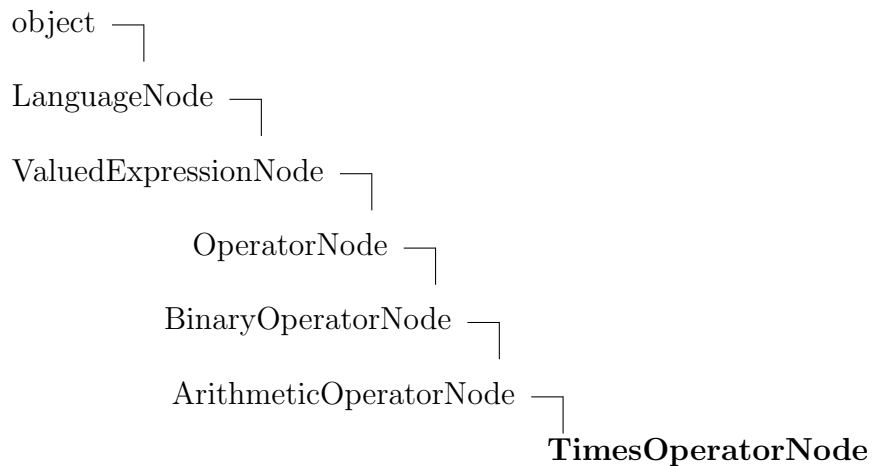 object
LanguageNode
ValuedExpressionNode
OperatorNode
BinaryOperatorNode
ArithmeticOperatorNode
TimesOperatorNode